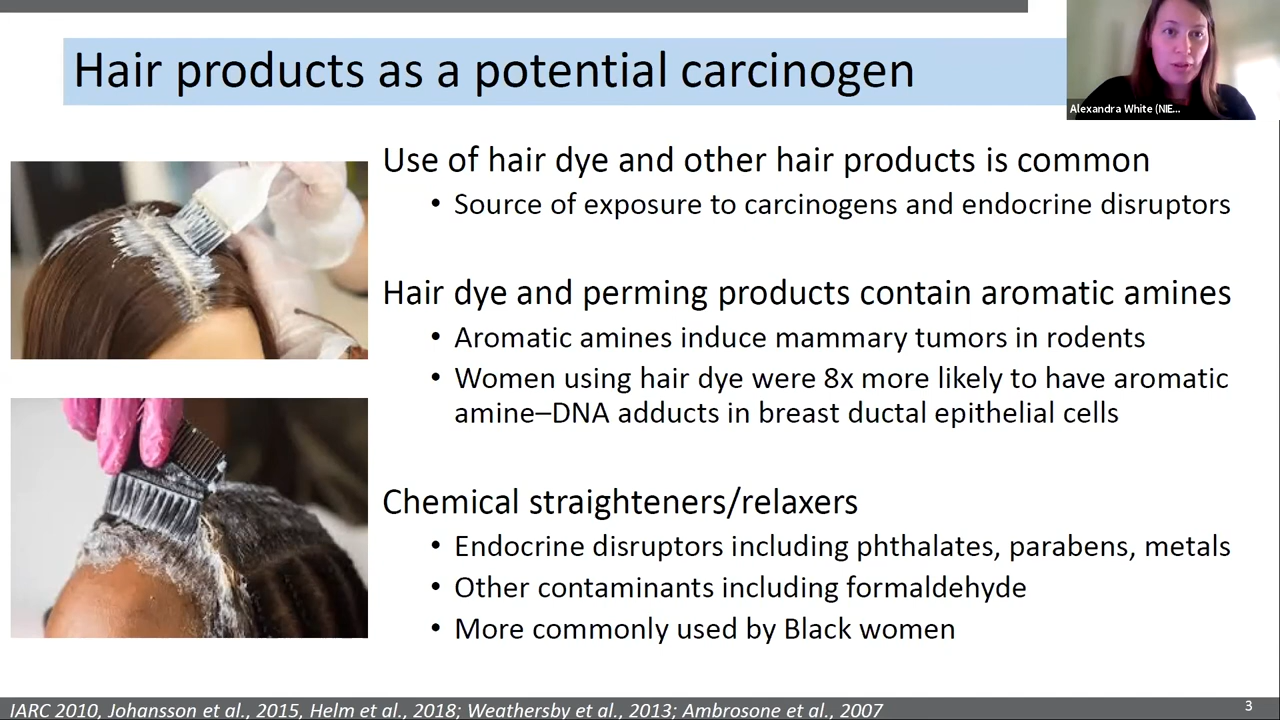 Hair products as a potential carcinogen
Alexandra White (NIE...
Use of hair dye and other hair products is common
• Source of exposure to carcinogens and endocrine disruptors
Hair dye and perming products contain aromatic amines
• Aromatic amines induce mammary tumors in rodents
• Women using hair dye were 8x more likely to have aromatic
amine–DNA adducts in breast ductal epithelial cells
Chemical straighteners/relaxers
• Endocrine disruptors including phthalates, parabens, metals
• Other contaminants including formaldehyde
• More commonly used by Black women
IARC 2010, Johansson et al., 2015, Helm et al., 2018; Weathersby et al., 2013; Ambrosone et al., 2007
3